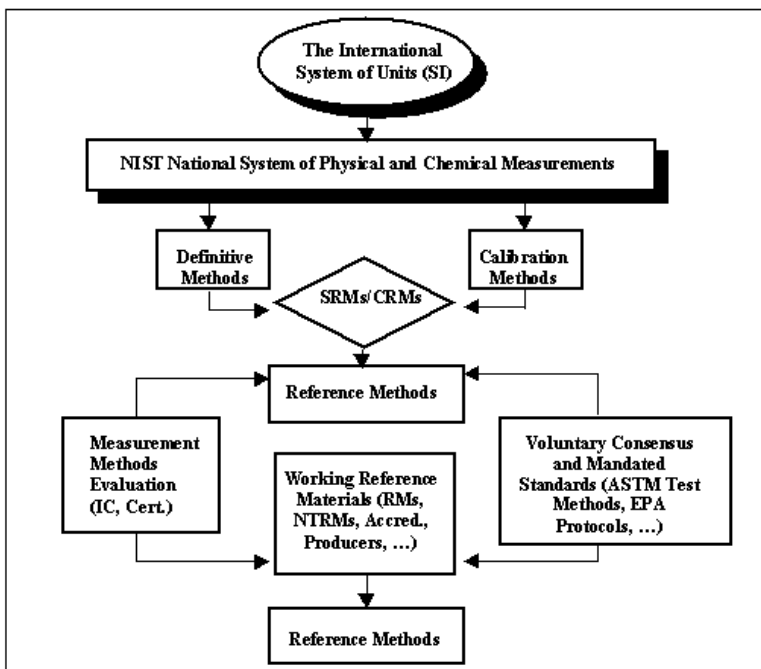 The International
System of Units (SI)
NIST National System of Physical and Chemical Measurements
Definitive
Methods
Calibration
Methods
SRMs/CRMs
Reference Methods
Measurement
Methods
Evaluation
(IC, Cert.)
Working Reference
Materials (RMs,
NTRMs, Accred.,
Producers, ...)
Voluntary Consensus
and Mandated
Standards (ASTM Test
Methods, EPA
Protocols, ...)
Reference Methods